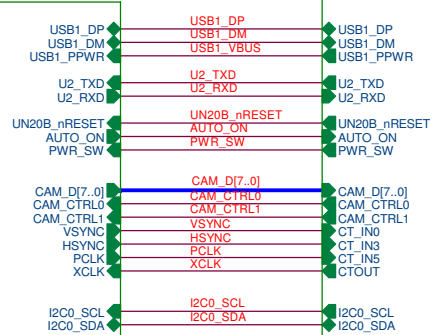 USB1_DP USB1_DP USB1_DP
USB1_DM USB1_DM USB1_DM
USB1_PPWR USB1_VBUS USB1_PPWR
U2_TXD U2_TXD U2_TXD
U2_RXD U2_RXD U2_RXD
UN20B_nRESET UN20B_nRESET UN20B_nRESET
AUTO_ON AUTO_ON AUTO_ON
PWR_SW PWR_SW PWR_SW
CAM_D[7..0] CAM_D[7..0] CAM_D[7..0]
CAM_CTRL0 CAM_CTRL0 CAM_CTRL0
CAM_CTRL1 CAM_CTRL1 CAM_CTRL1
VSYNC VSYNC CT_IN0
HSYNC HSYNC CT_IN3
PCLK PCLK CT_IN5
XCLK XCLK CTOUT
I2C0_SCL I2C0_SCL I2C0_SCL
I2C0_SDA I2C0_SDA I2C0_SDA